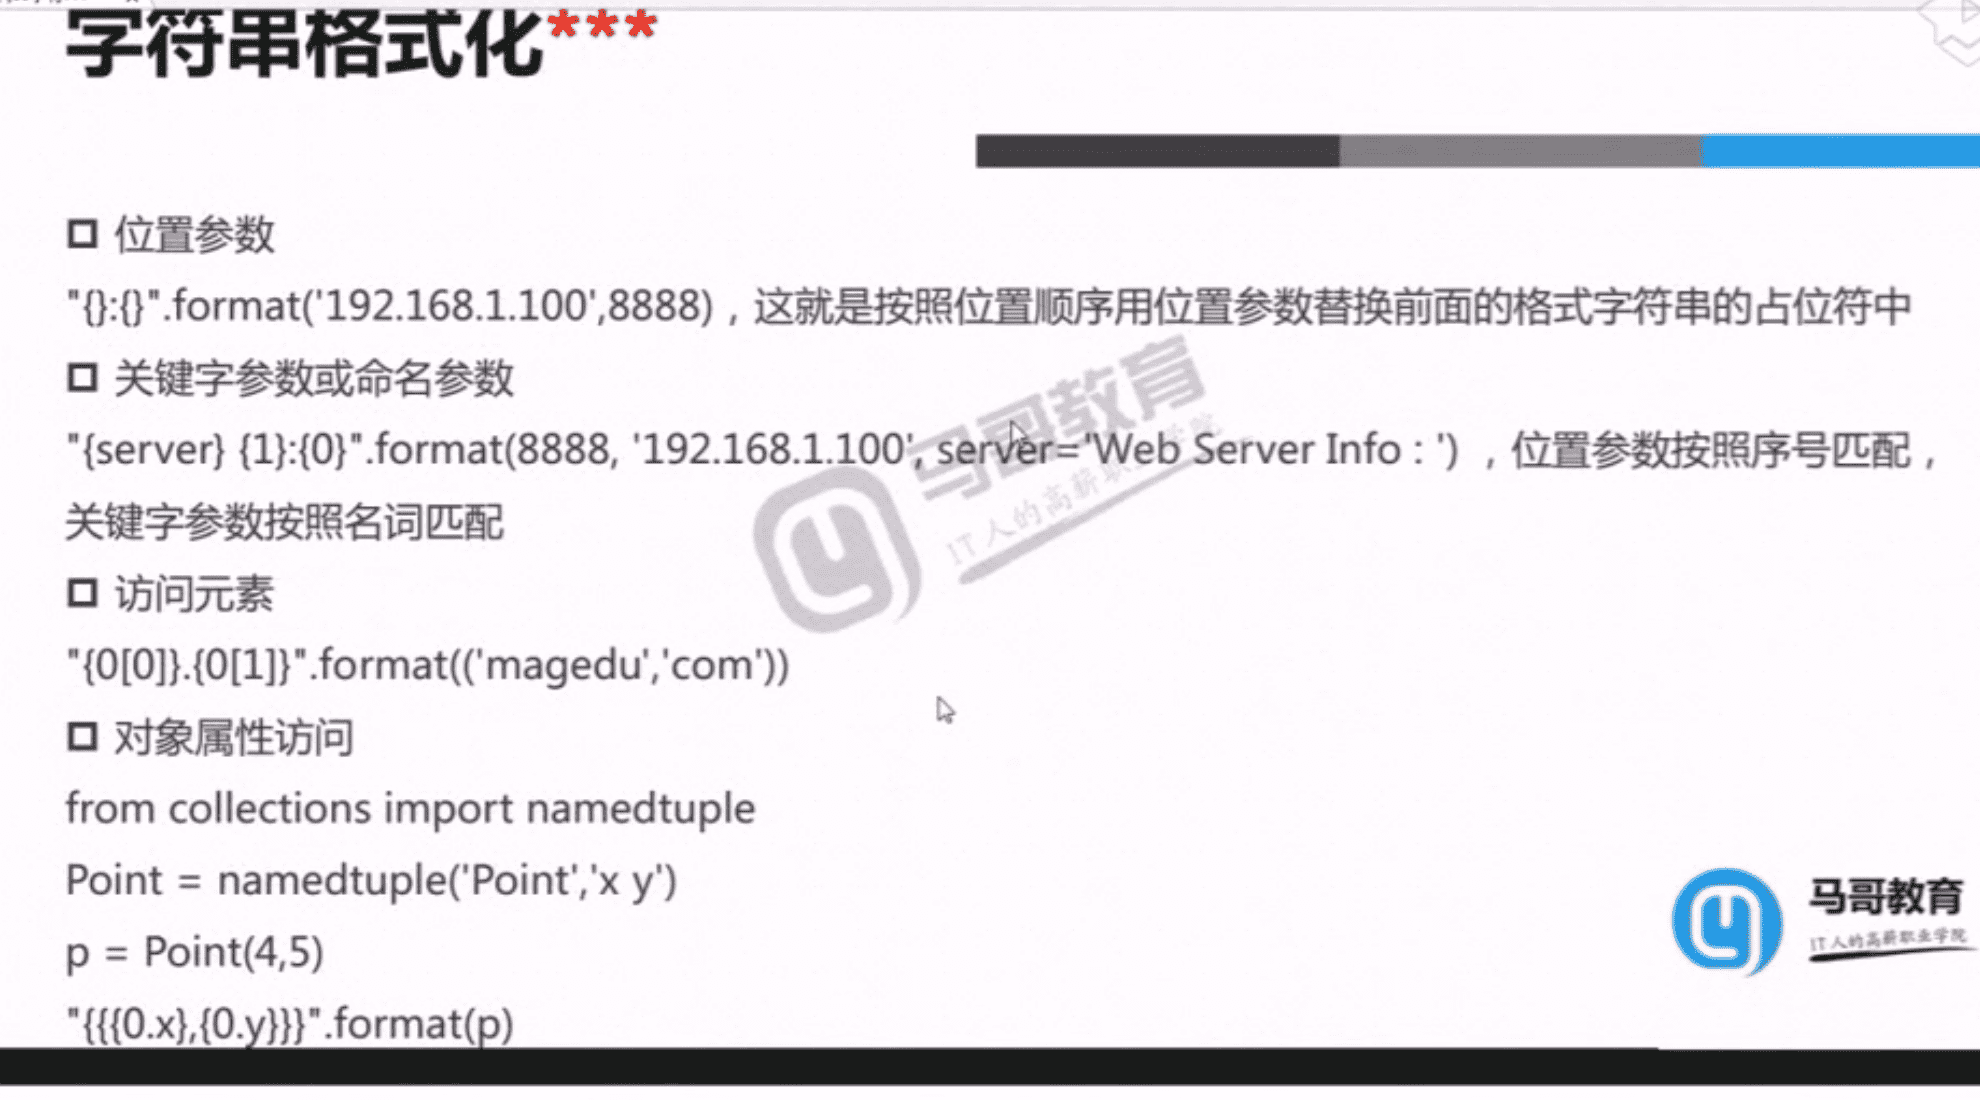 字符串格式化***
位置参数
"{}:{}".format('192.168.1.100',8888)，这就是按照位置顺序用位置参数替换前面的格式字符串的占位符中
关键字参数或命名参数
"{server} {1}:{0}".format(8888, '192.168.1.100', server='Web Server Info : ') ，位置参数按照序号匹配，
关键字参数按照名词匹配
马哥教育
IT人的高薪职业学院
访问元素
"{0[0]}.{0[1]}".format(('magedu','com'))
对象属性访问
from collections import namedtuple
Point = namedtuple('Point','x y')
p = Point(4,5)
"{{{0.x},{0.y}}}".format(p)
马哥教育
IT人的高薪职业学院